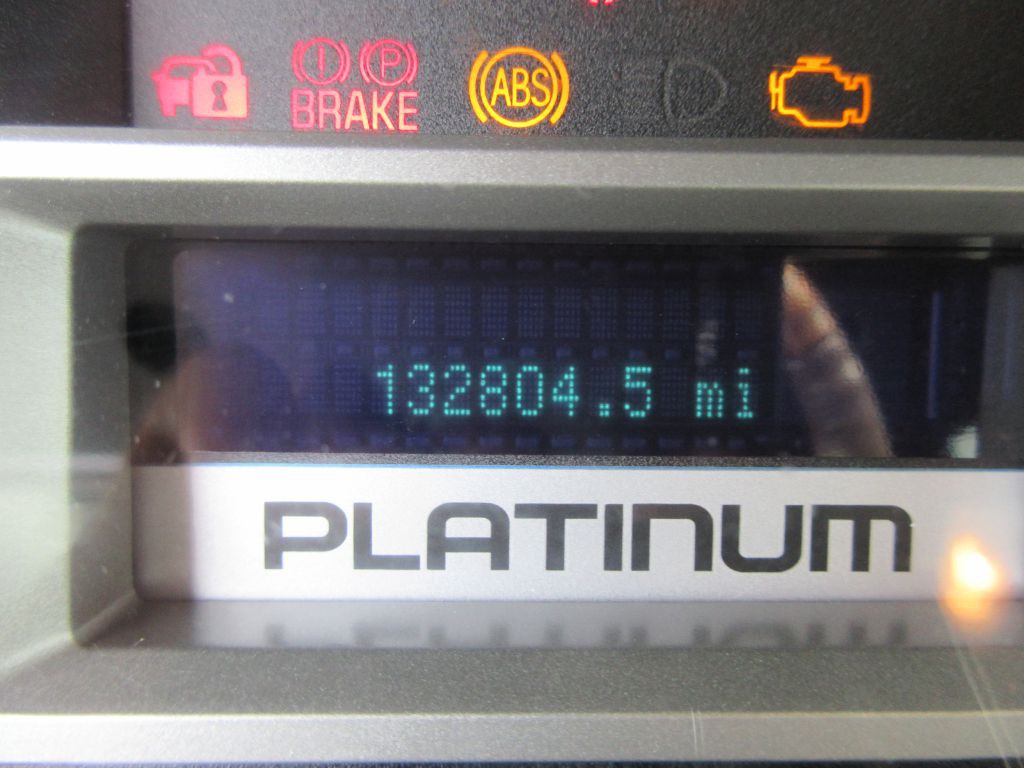 (!) (P) ABS
BRAKE
132804.5 mi
PLATINUM